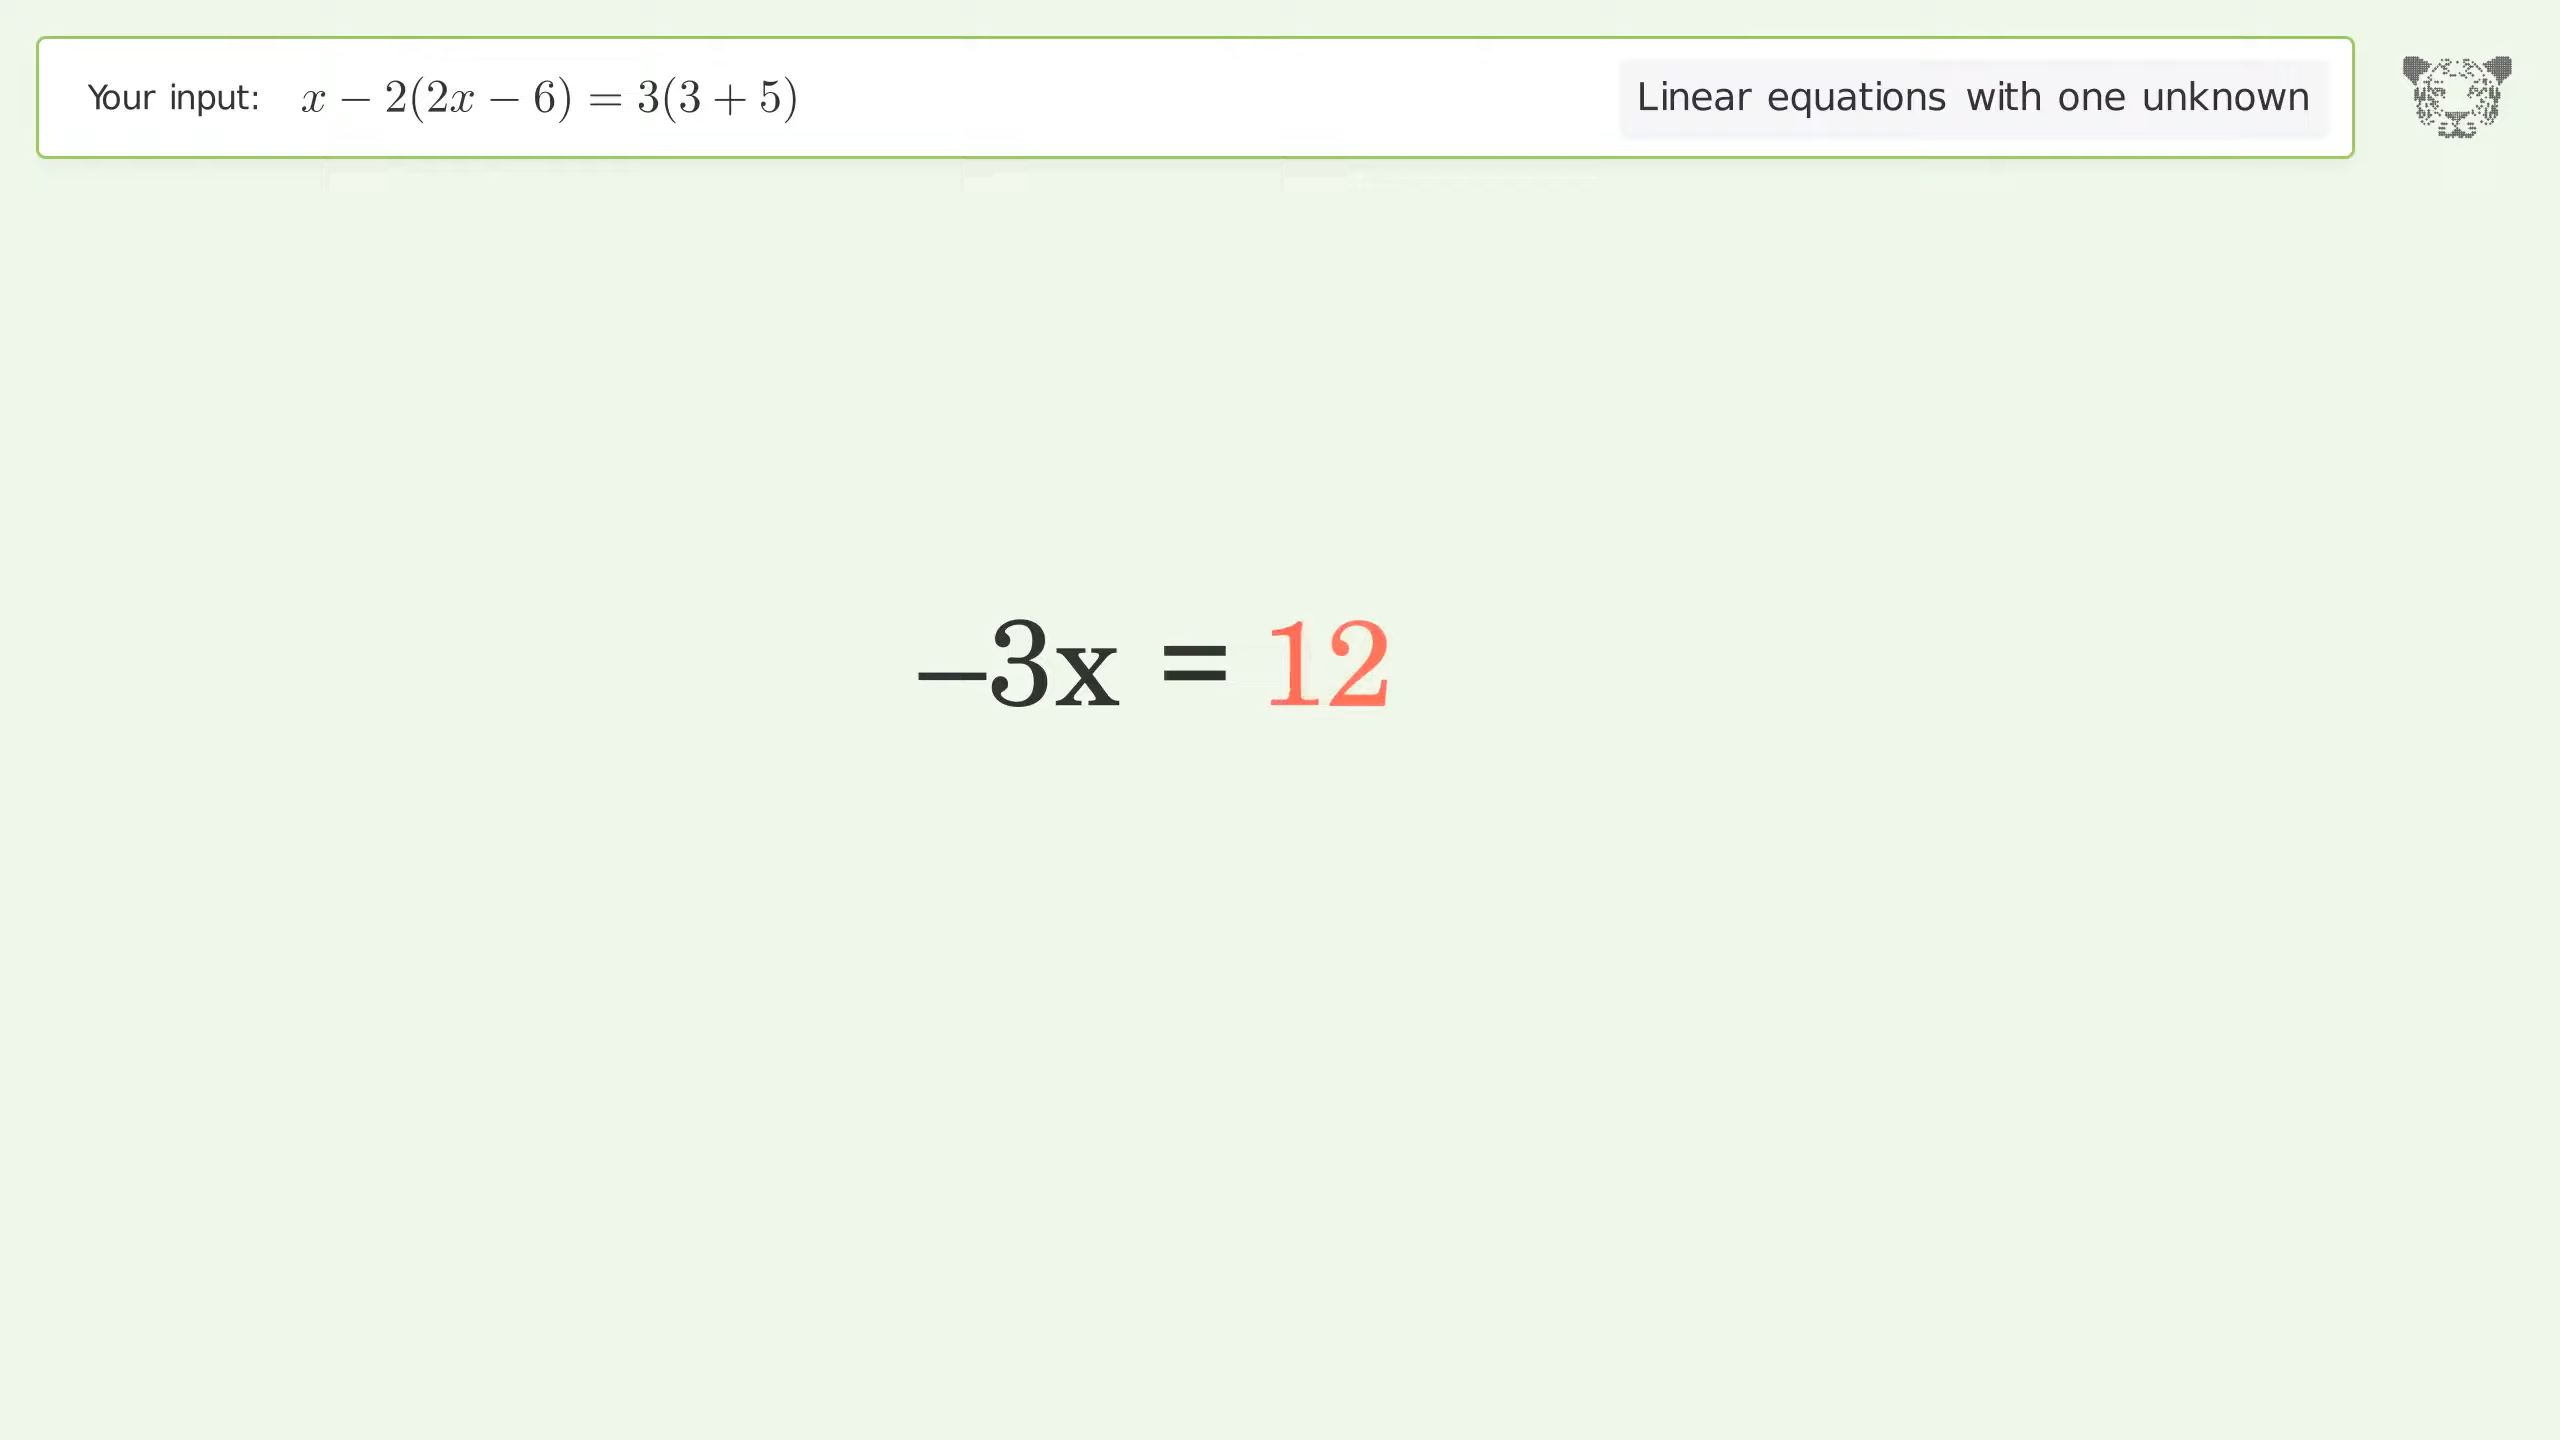 Your input: x − 2(2x − 6) = 3(3 + 5)
Linear equations with one unknown
−3x = 12